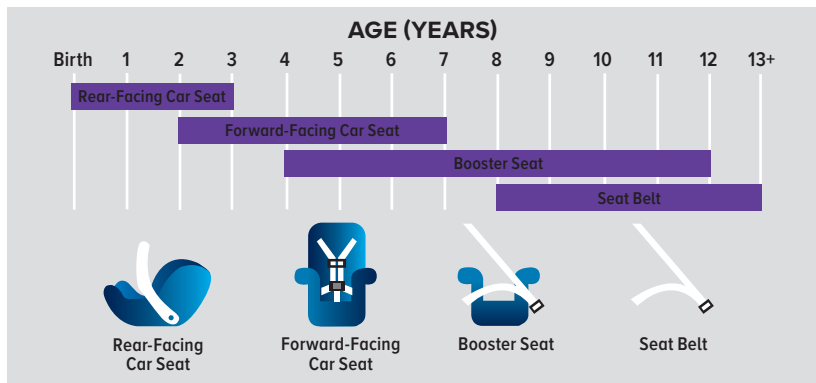 AGE (YEARS)
Birth 1 2 3 4 5 6 7 8 9 10 11 12 13+
Rear-Facing Car Seat
Forward-Facing Car Seat
Booster Seat
Seat Belt
Rear-Facing
Car Seat
Forward-Facing
Car Seat
Booster Seat
Seat Belt